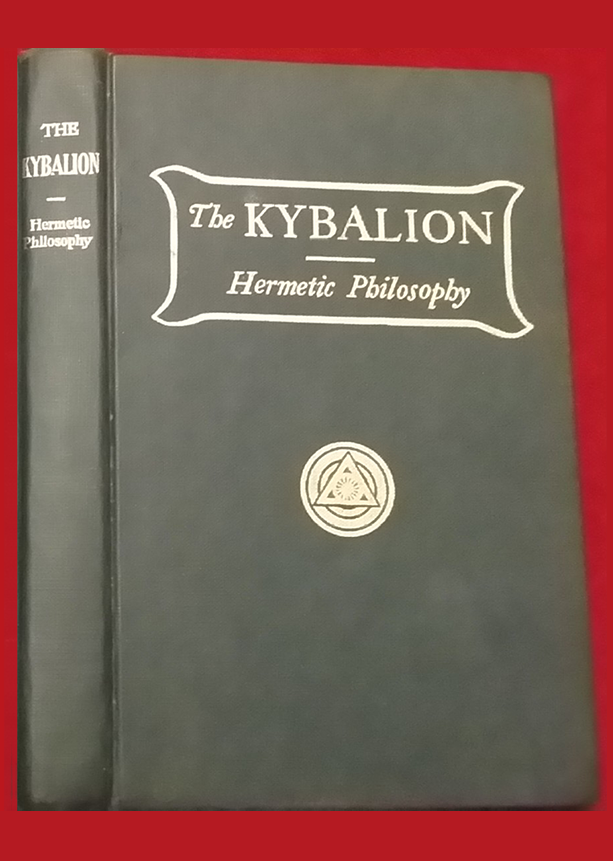 THE
KYBALION
Hermetic
Philosophy
The KYBALION
Hermetic Philosophy